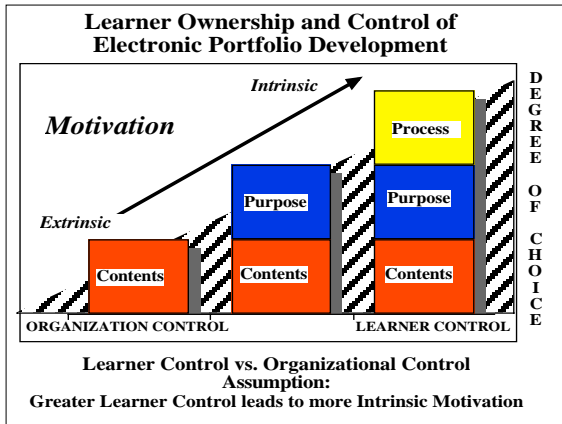 Learner Ownership and Control of
Electronic Portfolio Development
Intrinsic
Motivation
Process
Purpose
Purpose
Extrinsic
Contents
Contents
Contents
ORGANIZATION CONTROL
LEARNER CONTROL
DEGREE OF CHOICE
Learner Control vs. Organizational Control
Assumption:
Greater Learner Control leads to more Intrinsic Motivation